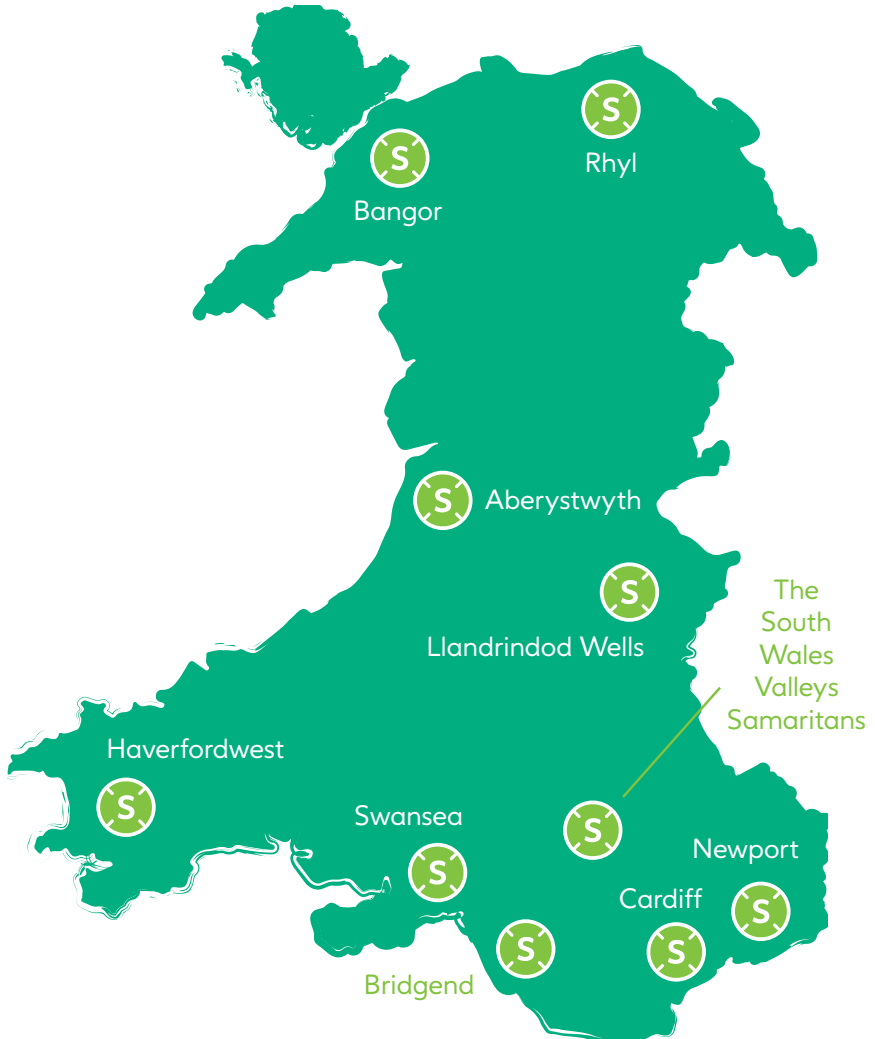 S
Rhyl
S
Bangor
S
Aberystwyth
S
Llandrindod Wells
The
South
Wales
Valleys
Samaritans
S
Haverfordwest
S
Swansea
S
Newport
S
Cardiff
S
S
Bridgend